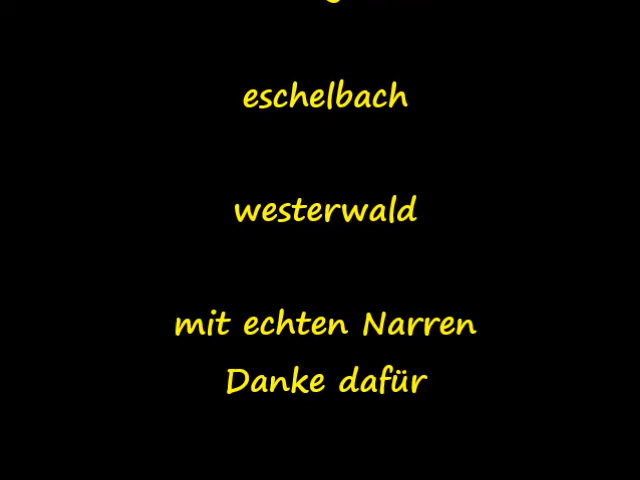 eschelbach
westerwald
mit echten Narren
Danke dafür